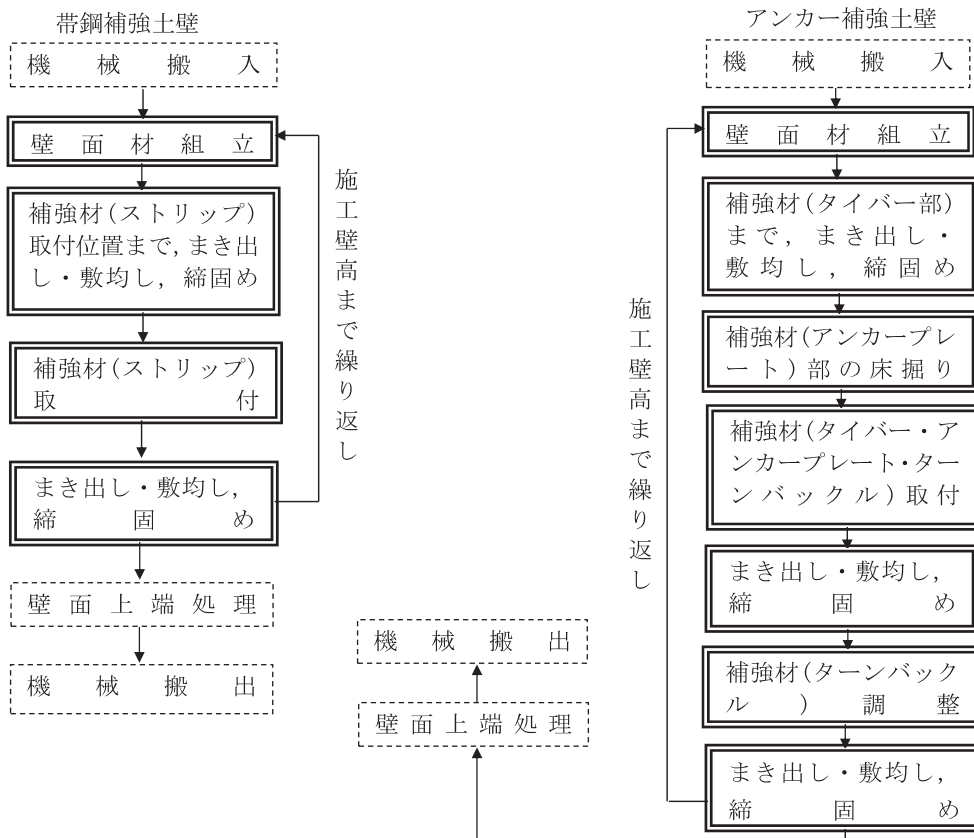 帯鋼補強土壁
機械搬入
壁面材組立
補強材(ストリップ)
取付位置まで,まき出
し・敷均し,締固め
補強材(ストリップ)
取付
まき出し・敷均し,
締固め
壁面上端処理
機械搬出
施工壁高まで繰り返し
アンカー補強土壁
機械搬入
壁面材組立
補強材(タイバー部)
まで,まき出し・
敷均し,締固め
補強材(アンカープレ
ート)部の床掘り
補強材(タイバー・ア
ンカープレート・ター
ンバックル)取付
まき出し・敷均し,
締固め
補強材(ターンバック
ル)調整
まき出し・敷均し,
締固め
施工壁高まで繰り返し
機械搬出
壁面上端処理